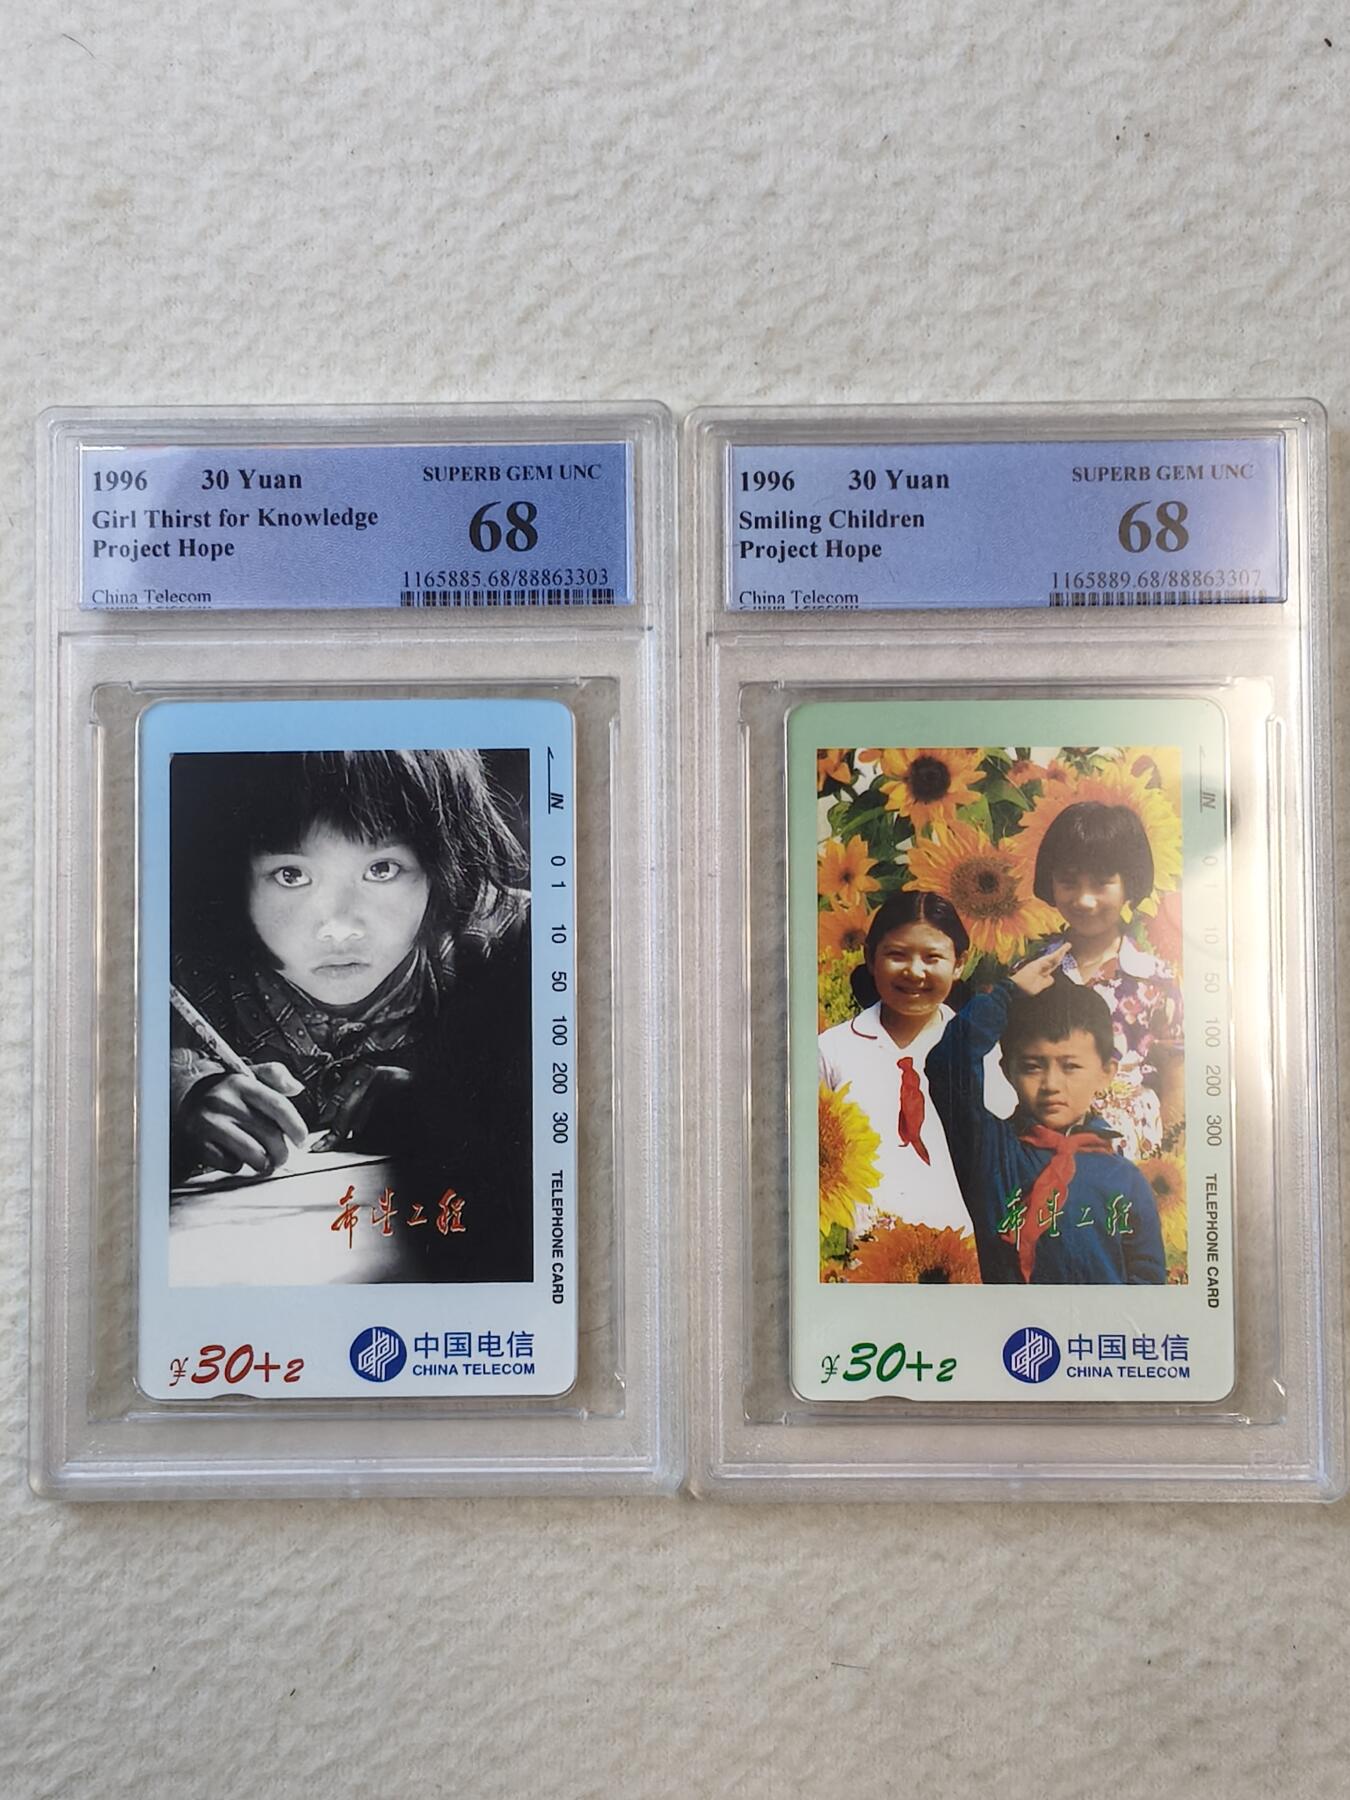 1996 30 Yuan SUPERB GEM UNC
Girl Thirst for Knowledge 68
Project Hope
1165885.68/88863303
China Telecom
IN
0 1 10 50 100 200 300 TELEPHONE CARD
希望工程
¥30+2
中国电信
CHINA TELECOM
1996 30 Yuan SUPERB GEM UNC
Smiling Children 68
Project Hope
1165889.68/88863307
China Telecom
IN
0 1 10 50 100 200 300 TELEPHONE CARD
希望工程
¥30+2
中国电信
CHINA TELECOM